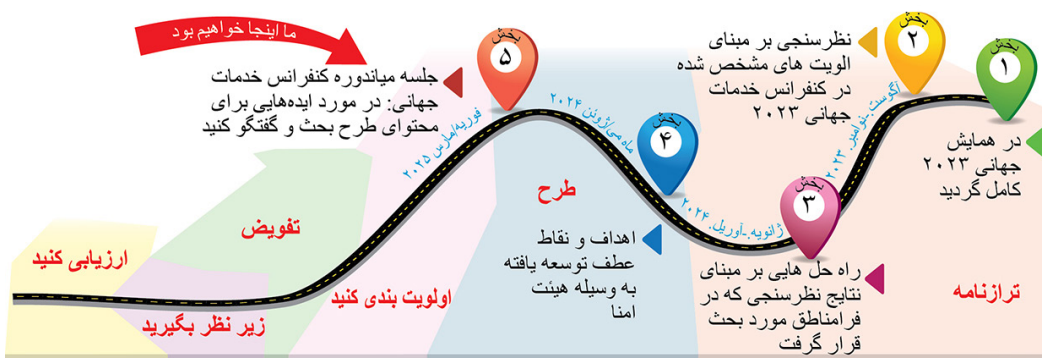 بخش
۱
در همایش
جهانی ۲۰۲۳
کامل گردید
ترازنامه
بخش
۲
نظرسنجی بر مبنای
الویت های مشخص شده
در کنفرانس خدمات
جهانی ۲۰۲۳
آگوست-نوامبر ۲۰۲۳
بخش
۳
راه حل هایی بر مبنای
نتایج نظرسنجی که در
فرامناطق مورد بحث
قرار گرفت
ژانویه-آوریل ۲۰۲۴
بخش
۴
طرح
اهداف و نقاط
عطف توسعه یافته
به وسیله هیئت
امنا
ماه می/ژوئن ۲۰۲۴
بخش
۵
ما اینجا خواهیم بود
جلسه میاندوره کنفرانس خدمات
جهانی: در مورد ایده‌هایی برای
محتوای طرح بحث و گفتگو کنید
فوریه/مارس ۲۰۲۵
اولویت بندی کنید
تفویض
زیر نظر بگیرید
ارزیابی کنید